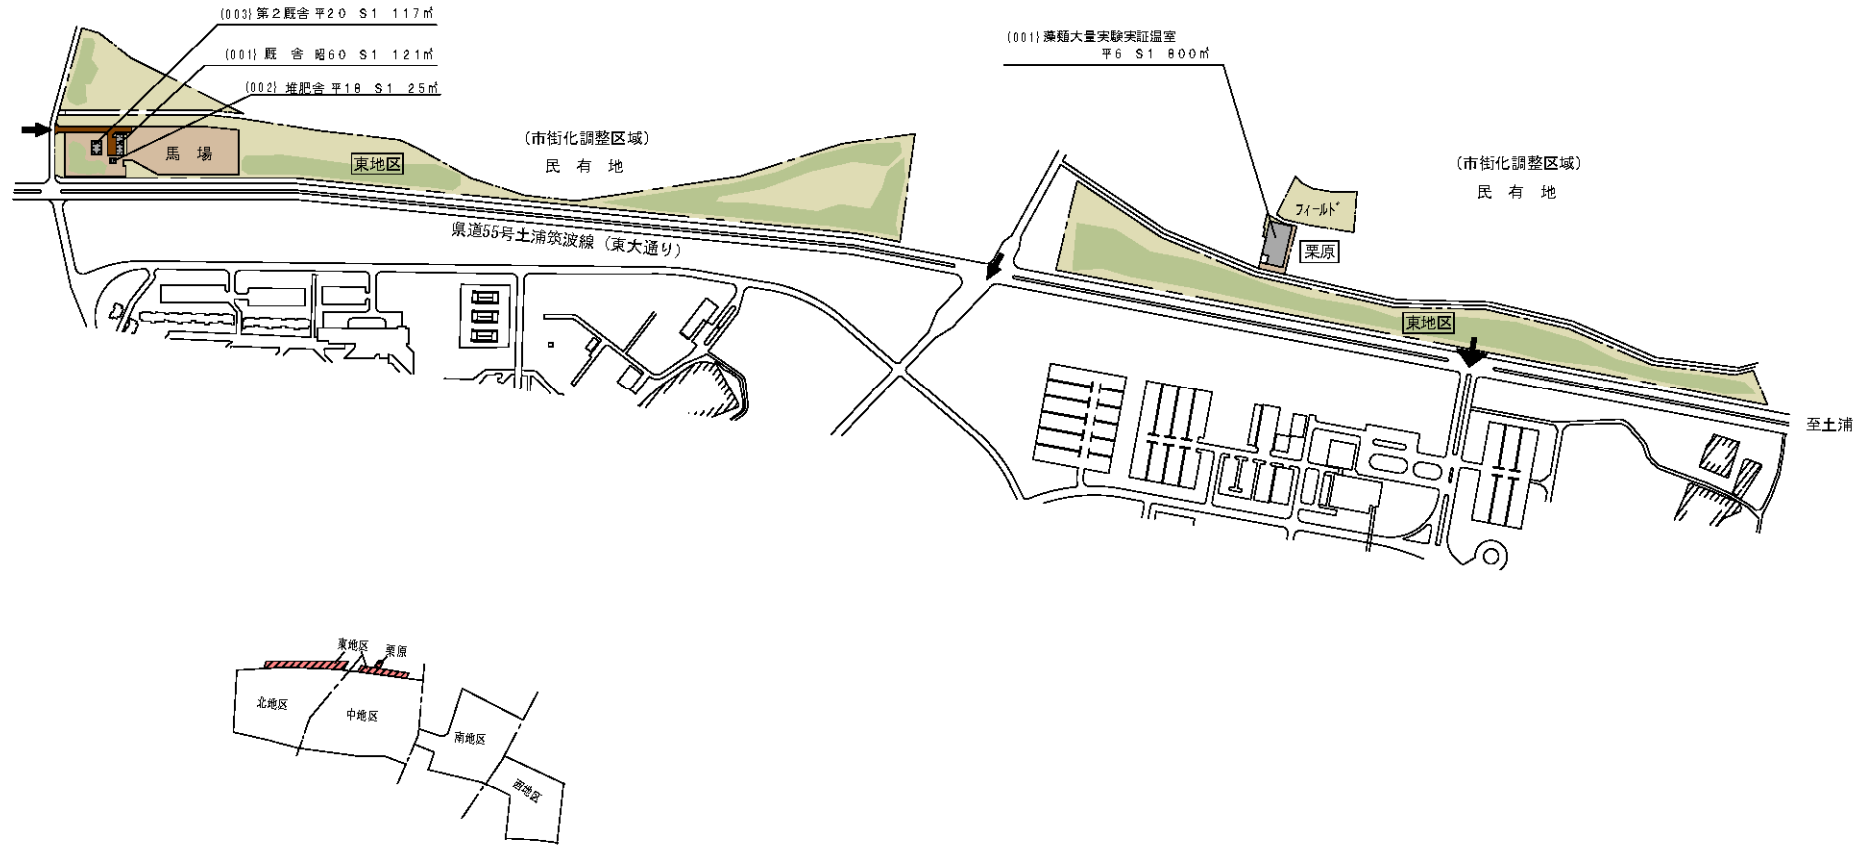 (003) 第2厩舎 平20 S1 117㎡
(001) 厩 舎 昭60 S1 121㎡
(002) 堆肥舎 平18 S1 25㎡
(001) 藻類大量実験実証温室
平6 S1 800㎡
馬 場
東地区
(市街化調整区域)
民 有 地
(市街化調整区域)
民 有 地
フィールド
栗原
県道55号土浦筑波線(東大通り)
東地区
至土浦
東地区
栗原
北地区
中地区
南地区
西地区